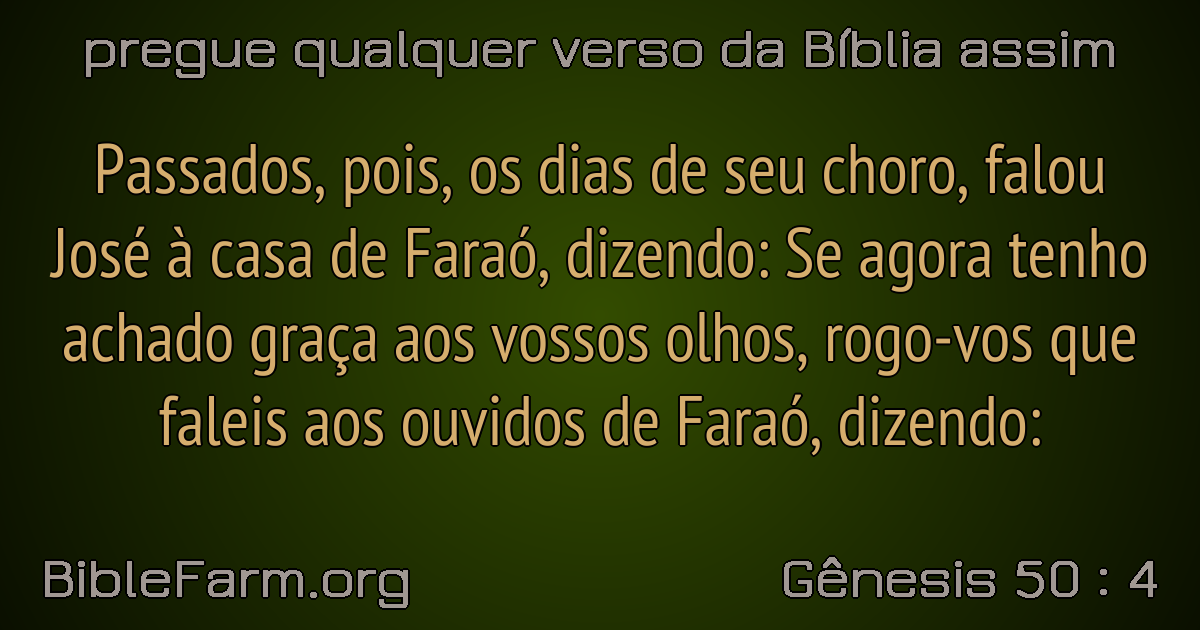 pregue qualquer verso da Bíblia assim
Passados, pois, os dias de seu choro, falou
José à casa de Faraó, dizendo: Se agora tenho
achado graça aos vossos olhos, rogo-vos que
faleis aos ouvidos de Faraó, dizendo:
BibleFarm.org
Gênesis 50 : 4